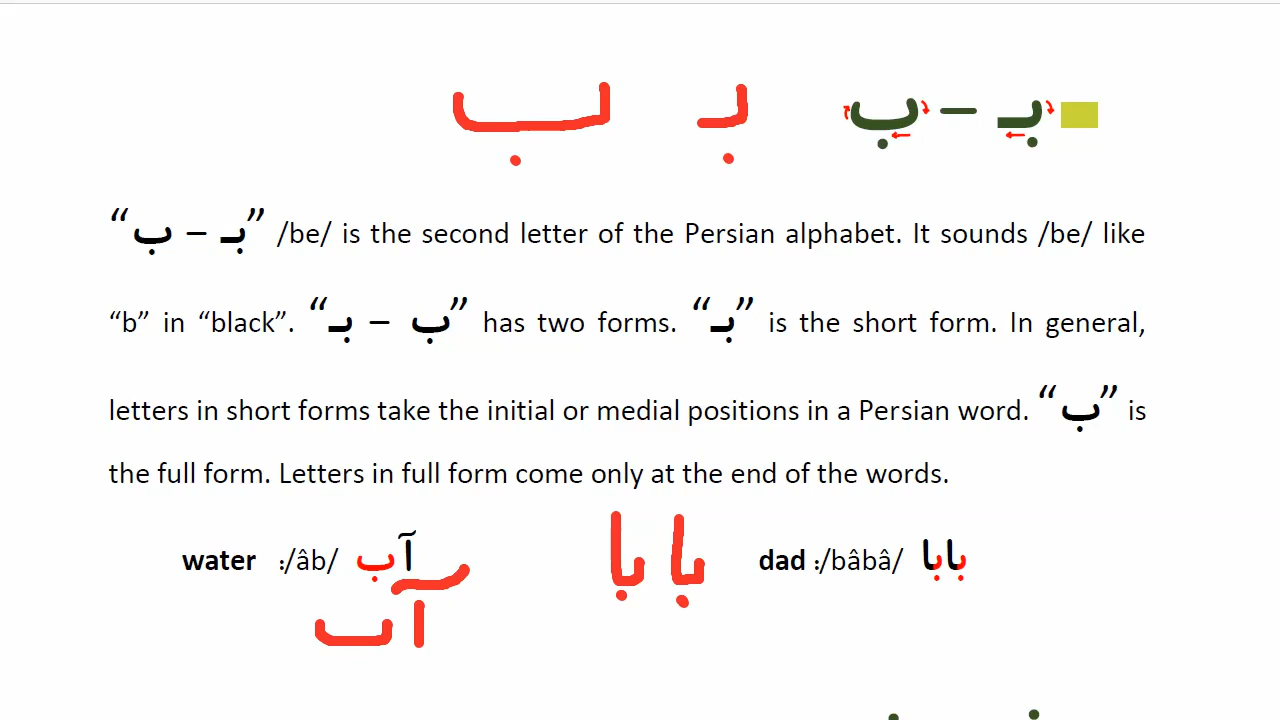 بـ – ب بـ ب
“بـ – ب” /be/ is the second letter of the Persian alphabet. It sounds /be/ like
“b” in “black”. “ب – بـ” has two forms. “بـ” is the short form. In general,
letters in short forms take the initial or medial positions in a Persian word. “ب” is
the full form. Letters in full form come only at the end of the words.
water :/âb/ آب بابا dad :/bâbâ/ بابا
آٮ